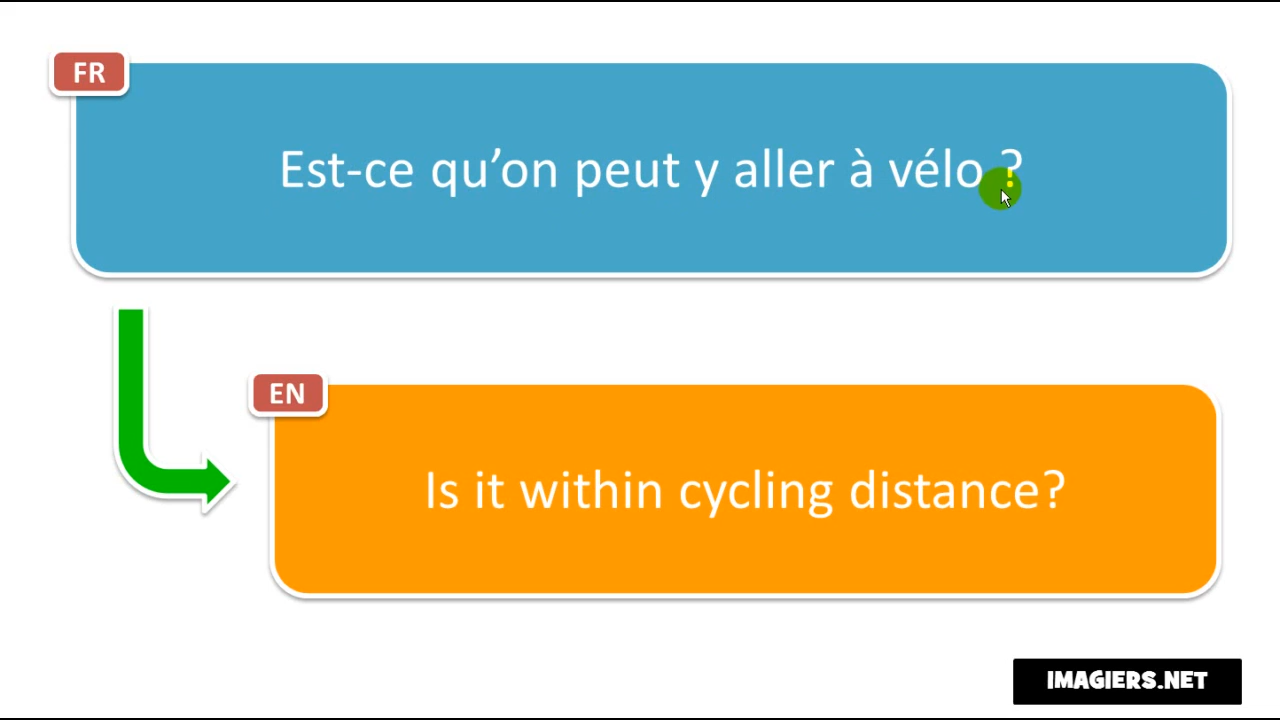 FR
Est-ce qu’on peut y aller à vélo ?
EN
Is it within cycling distance?
IMAGIERS.NET